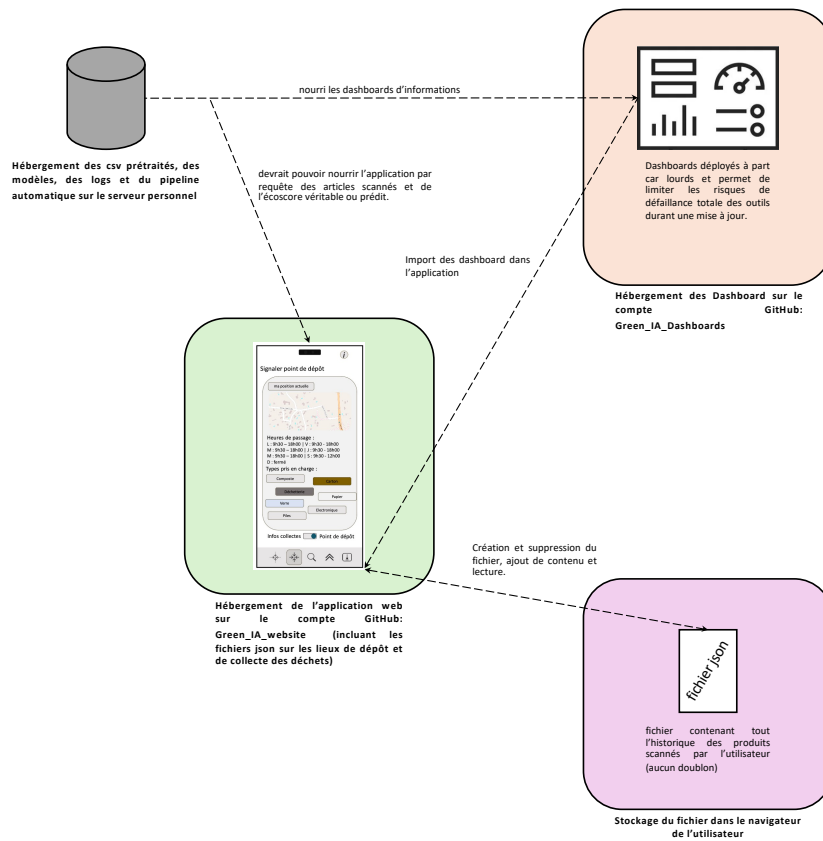 nourri les dashboards d'informations
Hébergement des csv prétraités, des
modèles, des logs et du pipeline
automatique sur le serveur personnel
devrait pouvoir nourrir l'application par
requête des articles scannés et de
l'écoscore véritable ou prédit.
Dashboards déployés à part
car lourds et permet de
limiter les risques de
défaillance totale des outils
durant une mise à jour.
Import des dashboard dans
l'application
Hébergement des Dashboard sur le
compte GitHub:
Green_IA_Dashboards
i
Signaler point de dépôt
ma position actuelle
Heures de passage :
L : 9h30 – 18h00 | V : 9h30 - 18h00
M : 9h30 – 18h00 | J : 9h30 - 18h00
M : 9h30 – 18h00 | S : 9h30 - 12h00
D : fermé
Types pris en charge :
Composte
Déchèterie
Papier
Verre
Électronique
Piles
Infos collectes
Point de dépôt
Création et suppression du
fichier, ajout de contenu et
lecture.
Hébergement de l'application web
sur le compte GitHub:
Green_IA_website (incluant les
fichiers json sur les lieux de dépôt et
de collecte des déchets)
fichier json
fichier contenant tout
l'historique des produits
scannés par l'utilisateur
(aucun doublon)
Stockage du fichier dans le navigateur
de l'utilisateur